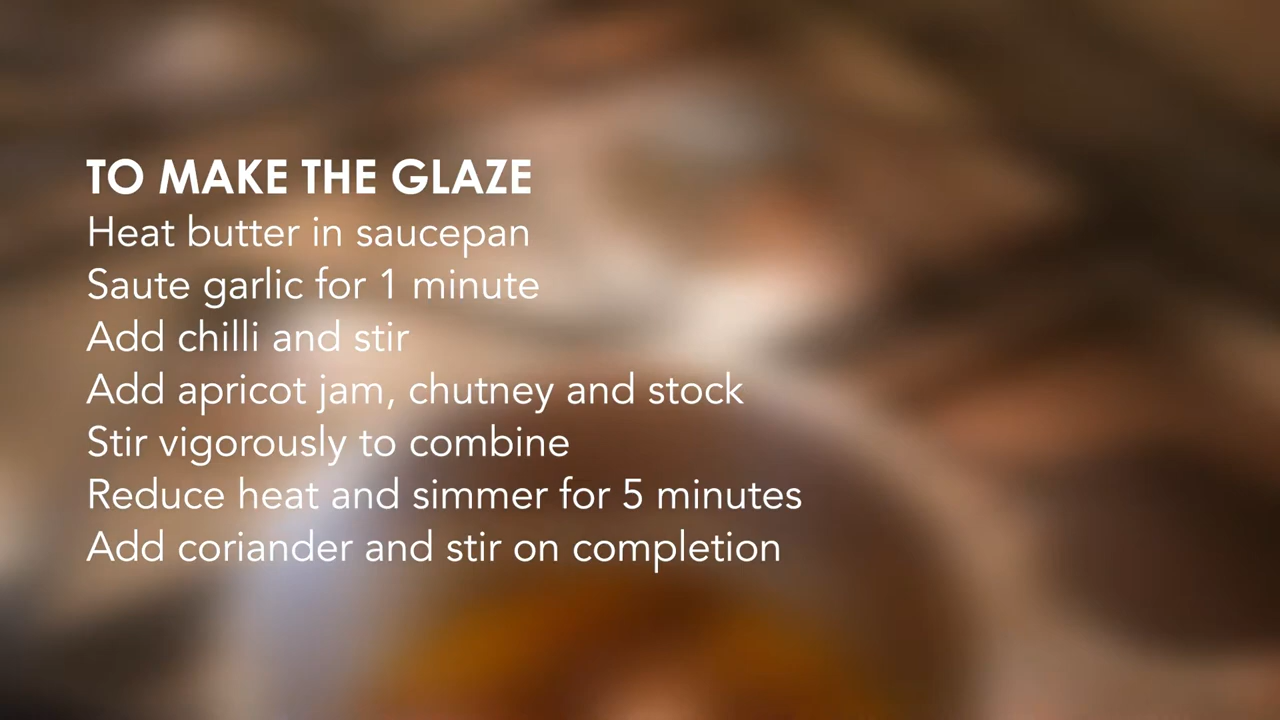 TO MAKE THE GLAZE
Heat butter in saucepan
Saute garlic for 1 minute
Add chilli and stir
Add apricot jam, chutney and stock
Stir vigorously to combine
Reduce heat and simmer for 5 minutes
Add coriander and stir on completion